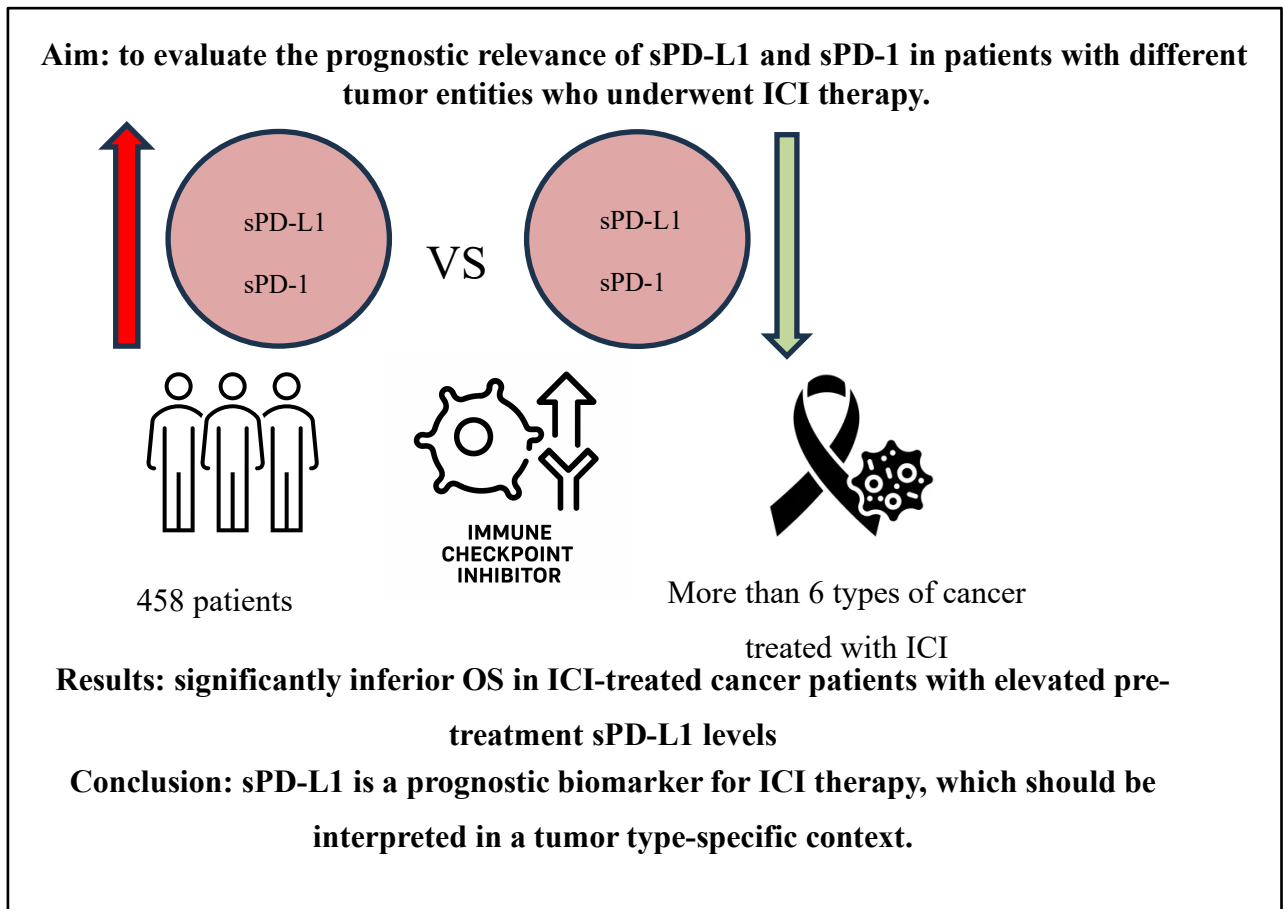 Aim: to evaluate the prognostic relevance of sPD-L1 and sPD-1 in patients with different
tumor entities who underwent ICI therapy.
sPD-L1
sPD-1
VS
sPD-L1
sPD-1
IMMUNE
CHECKPOINT
INHIBITOR
458 patients
More than 6 types of cancer
treated with ICI
Results: significantly inferior OS in ICI-treated cancer patients with elevated pre-
treatment sPD-L1 levels
Conclusion: sPD-L1 is a prognostic biomarker for ICI therapy, which should be
interpreted in a tumor type-specific context.